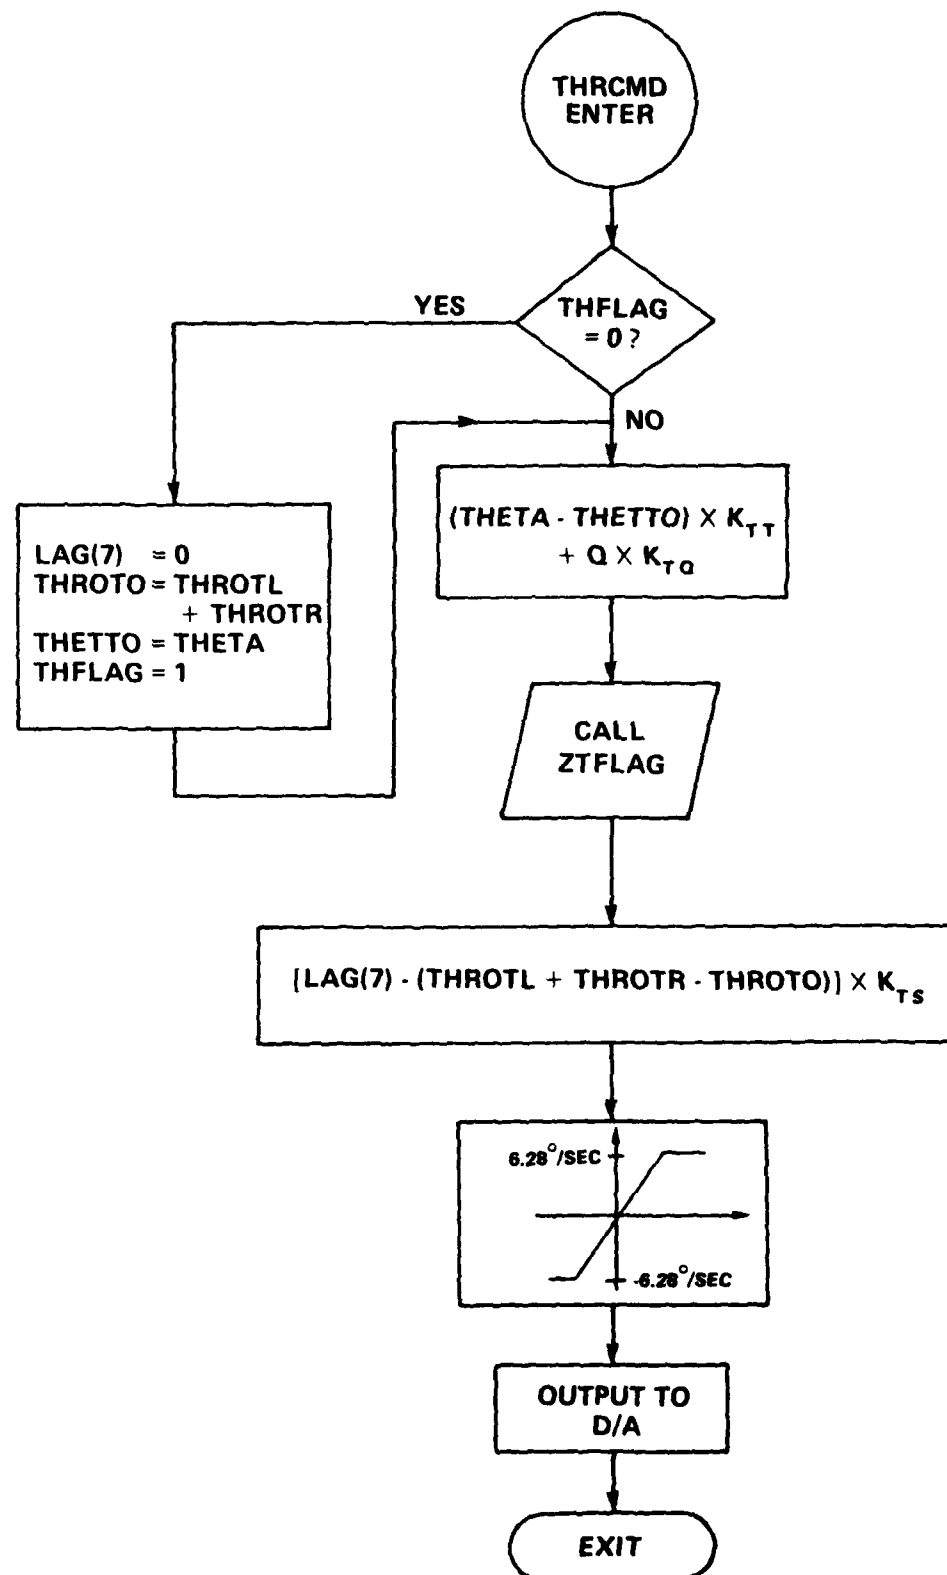 THRCMD
ENTER
YES
THFLAG
= 0 ?
NO
LAG(7) = 0
THROTO = THROTL
+ THROTR
THETTO = THETA
THFLAG = 1
(THETA - THETTO) × K_TT
+ Q × K_TQ
CALL
ZTFLAG
[LAG(7) - (THROTL + THROTR - THROTO)] × K_TS
6.28°/SEC
-6.28°/SEC
OUTPUT TO
D/A
EXIT